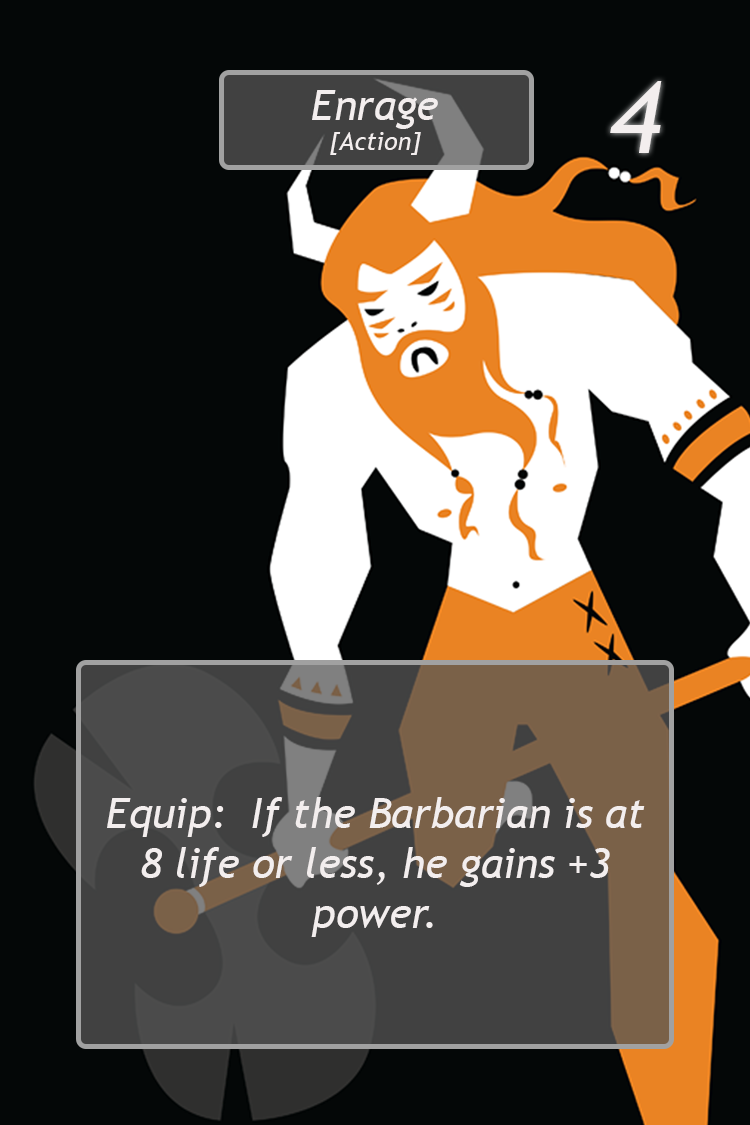 Enrage
4
[Action]
Equip:  If the Barbarian is at
8 life or less, he gains +3
power.